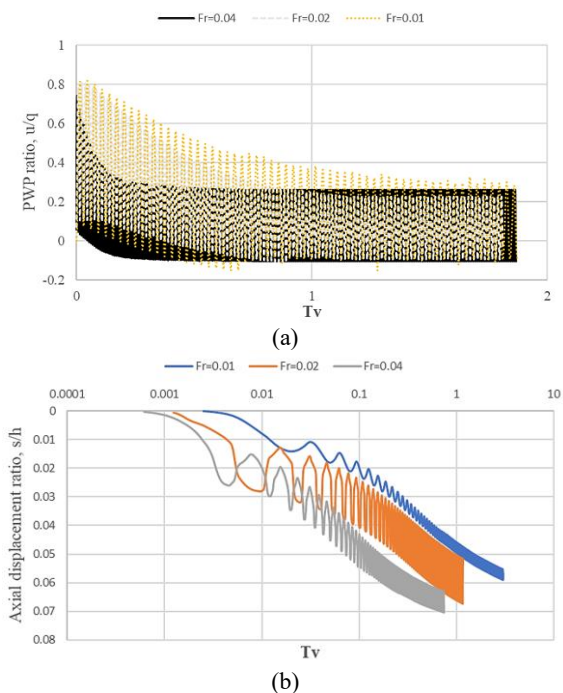 Fr=0.04 Fr=0.02 Fr=0.01
PWP ratio, u/q
1
0.8
0.6
0.4
0.2
0
-0.2
0 1 2
Tv
(a)
Fr=0.01 Fr=0.02 Fr=0.04
0.0001 0.001 0.01 0.1 1 10
Axial displacement ratio, s/h
0
0.01
0.02
0.03
0.04
0.05
0.06
0.07
0.08
Tv
(b)